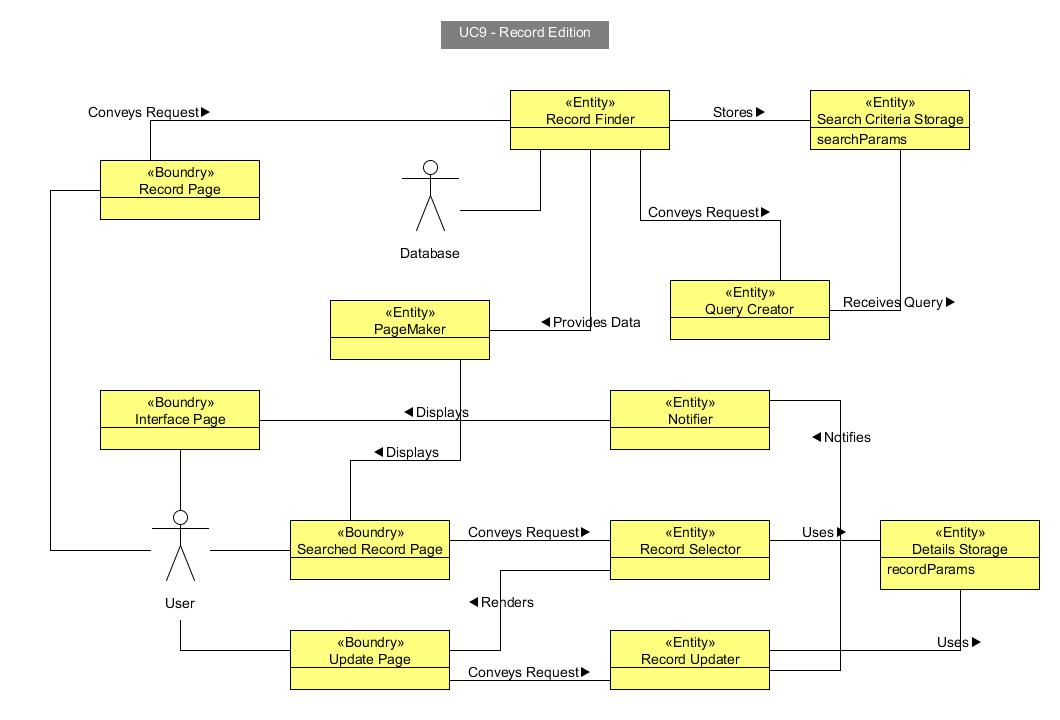 UC9 - Record Edition
Conveys Request►
«Entity»
Record Finder
Stores►
«Entity»
Search Criteria Storage
searchParams
«Boundry»
Record Page
Database
Conveys Request►
«Entity»
Query Creator
Receives Query►
«Entity»
PageMaker
◄Provides Data
«Boundry»
Interface Page
◄Displays
«Entity»
Notifier
◄Notifies
◄Displays
User
«Boundry»
Searched Record Page
Conveys Request►
«Entity»
Record Selector
Uses►
«Entity»
Details Storage
recordParams
◄Renders
«Boundry»
Update Page
Conveys Request►
«Entity»
Record Updater
Uses►